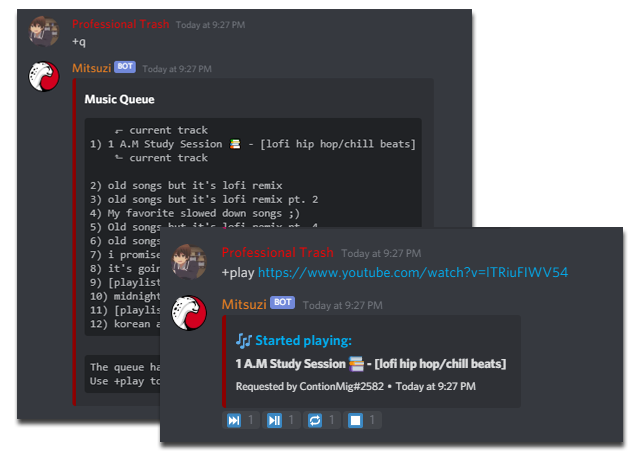 Professional Trash Today at 9:27 PM
+q
Mitsuzi BOT Today at 9:27 PM
Music Queue
current track
1) 1 A.M Study Session 📚 - [lofi hip hop/chill beats]
current track
2) old songs but it's lofi remix
3) old songs but it's lofi remix pt. 2
4) My favorite slowed down songs ;)
5) Old songs but it's lofi remix pt. 4
6) old songs
7) i promise
8) it's goin
9) [playlist
10) midnight
11) [playlis
12) korean a
The queue ha
Use +play to
Professional Trash Today at 9:27 PM
+play https://www.youtube.com/watch?v=lTRiuFIWV54
Mitsuzi BOT Today at 9:27 PM
🎶 Started playing:
1 A.M Study Session 📚 - [lofi hip hop/chill beats]
Requested by ContionMig#2582 • Today at 9:27 PM
⏭ 1 ⏯ 1 🔁 1 ⏹ 1